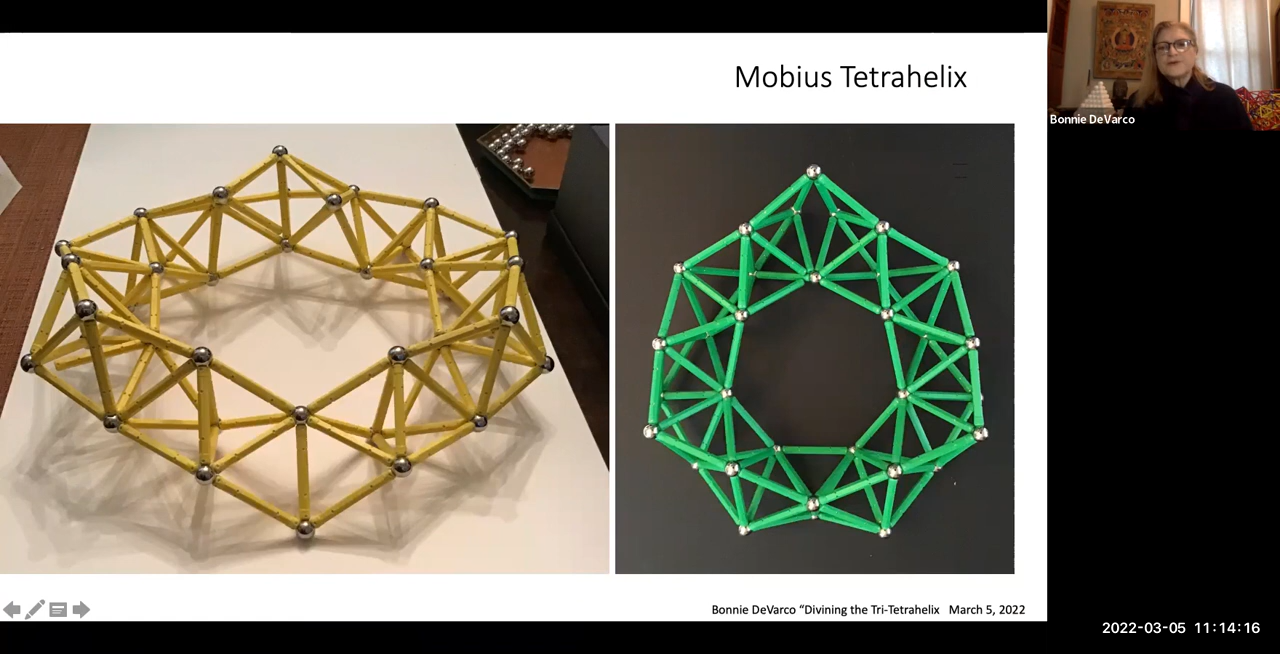 Mobius Tetrahelix
Bonnie DeVarco
Bonnie DeVarco “Divining the Tri-Tetrahelix March 5, 2022
2022-03-05 11:14:16